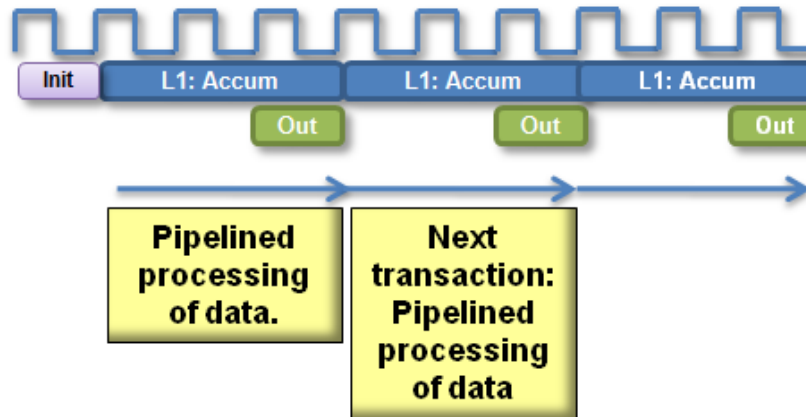 Init L1: Accum L1: Accum L1: Accum
Out Out Out
Pipelined
processing
of data.
Next
transaction:
Pipelined
processing
of data